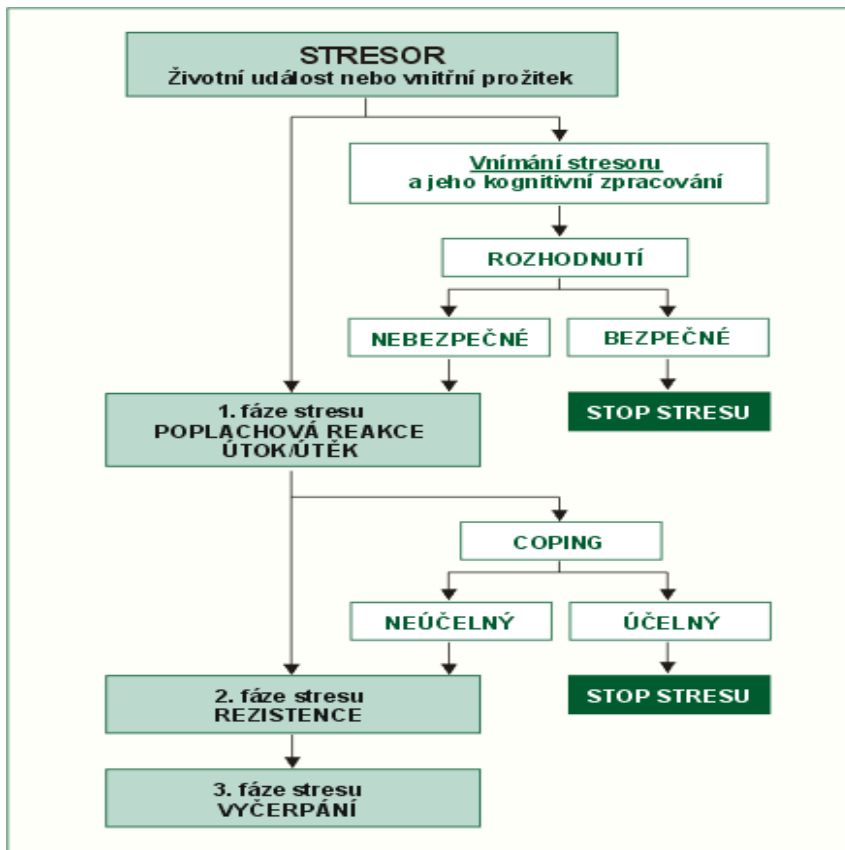 STRESOR
Životní událost nebo vnitřní prožitek
Vnímání stresoru
a jeho kognitivní zpracování
ROZHODNUTÍ
NEBEZPEČNÉ
BEZPEČNÉ
1. fáze stresu
POPLACHOVÁ REAKCE
ÚTOK/ÚTĚK
STOP STRESU
COPING
NEÚČELNÝ
ÚČELNÝ
2. fáze stresu
REZISTENCE
STOP STRESU
3. fáze stresu
VYČERPÁNÍ